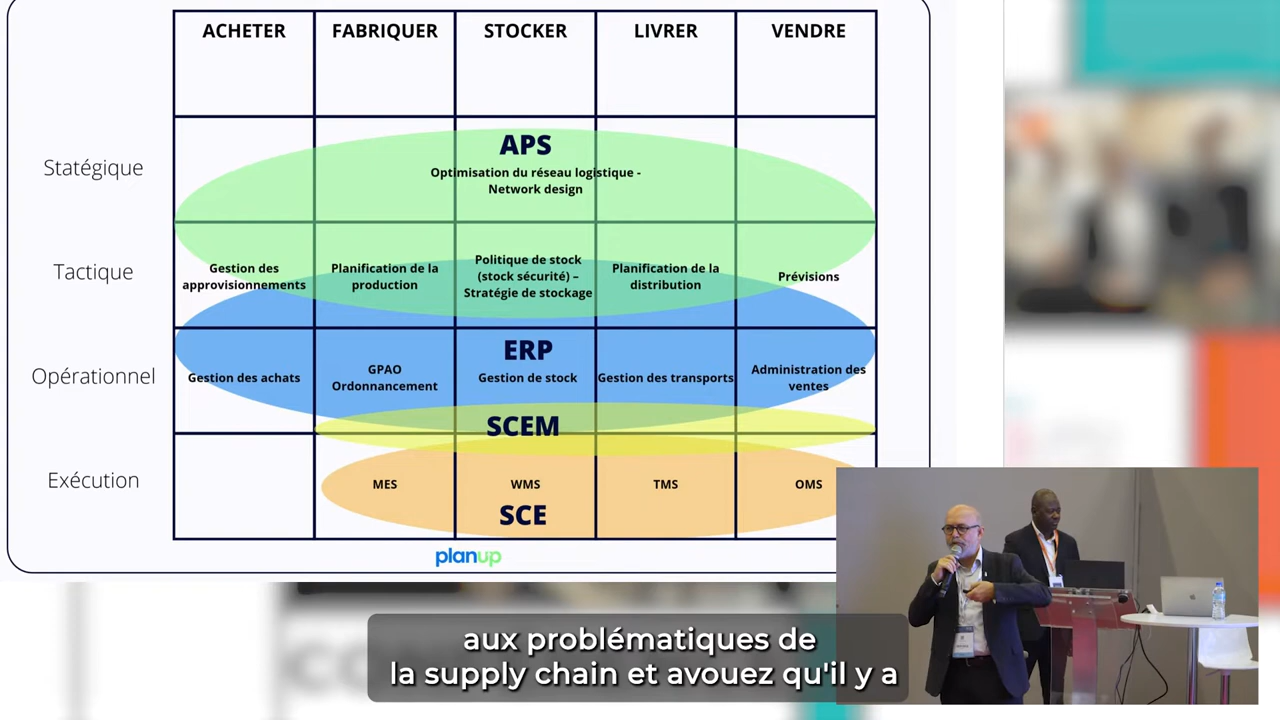 ACHETER
FABRIQUER
STOCKER
LIVRER
VENDRE
Statégique
APS
Optimisation du réseau logistique -
Network design
Tactique
Gestion des
approvisionnements
Planification de la
production
Politique de stock
(stock sécurité) –
Stratégie de stockage
Planification de la
distribution
Prévisions
Opérationnel
ERP
Gestion des achats
GPAO
Ordonnancement
Gestion de stock
Gestion des transports
Administration des
ventes
SCEM
Exécution
MES
WMS
TMS
OMS
SCE
planup
aux problématiques de
la supply chain et avouez qu'il y a